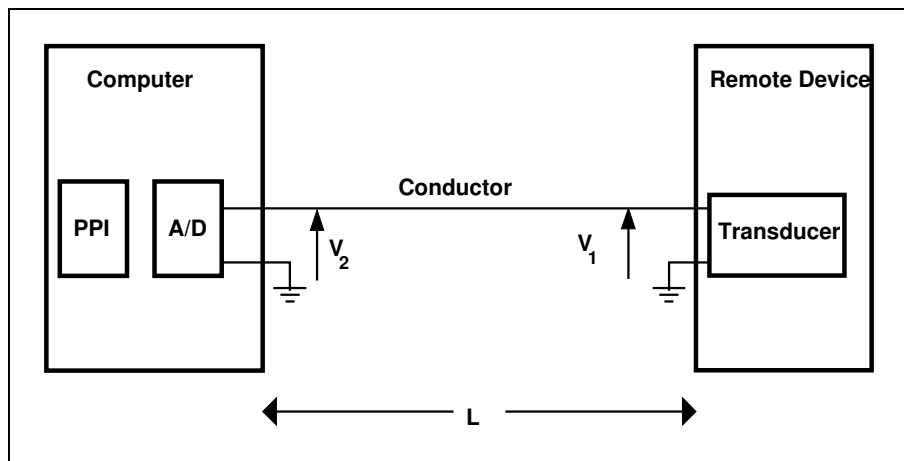 Computer
Remote Device
Conductor
PPI
A/D
V2
V1
Transducer
L